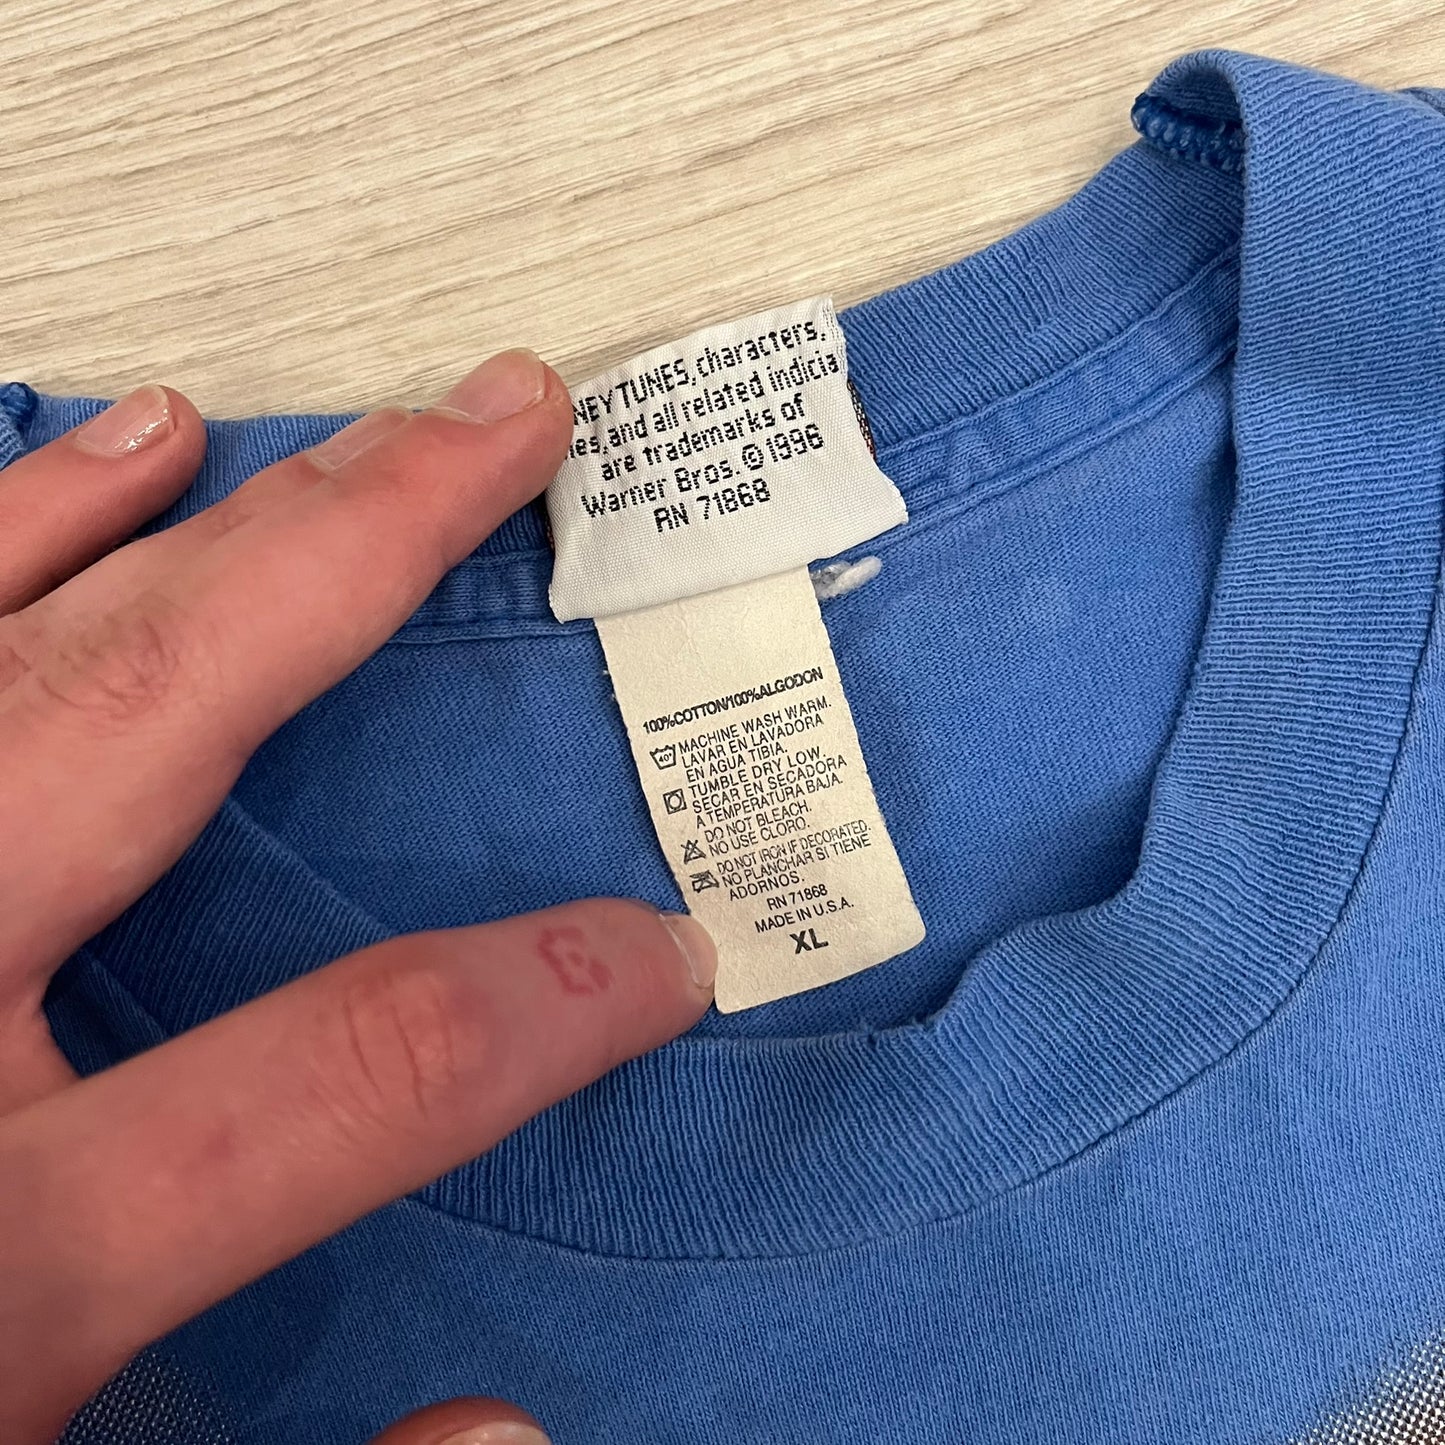 NEY TUNES, characters,
es, and all related indicia
are trademarks of
Warner Bros. © 1996
RN 71868
100%COTTON/100%ALGODON
40°
MACHINE WASH WARM.
LAVAR EN LAVADORA
EN AGUA TIBIA.
TUMBLE DRY LOW.
SECAR EN SECADORA
A TEMPERATURA BAJA.
DO NOT BLEACH.
NO USE CLORO.
DO NOT IRON IF DECORATED.
NO PLANCHAR SI TIENE
ADORNOS.
RN 71868
MADE IN U.S.A.
XL